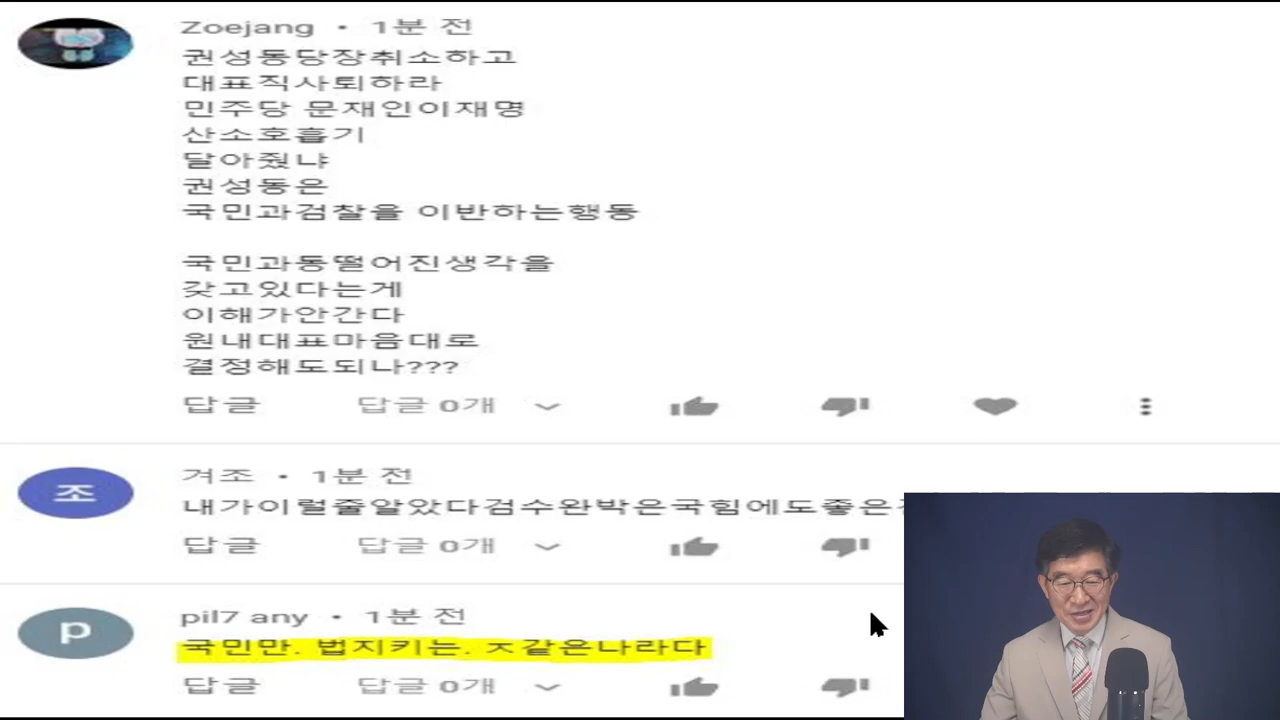 Zoejang • 1분 전
권성동당장취소하고
대표직사퇴하라
민주당 문재인이재명
산소호흡기
달아줬냐
권성동은
국민과검찰을 이반하는행동
국민과동떨어진생각을
갖고있다는게
이해가안간다
원내대표마음대로
결정해도되나???
답글 답글 0개
조
겨조 • 1분 전
내가이럴줄알았다검수완박은국힘에도좋은
답글 답글 0개
p
pil7 any • 1분 전
국민만. 법지키는. ㅈ같은나라다
답글 답글 0개